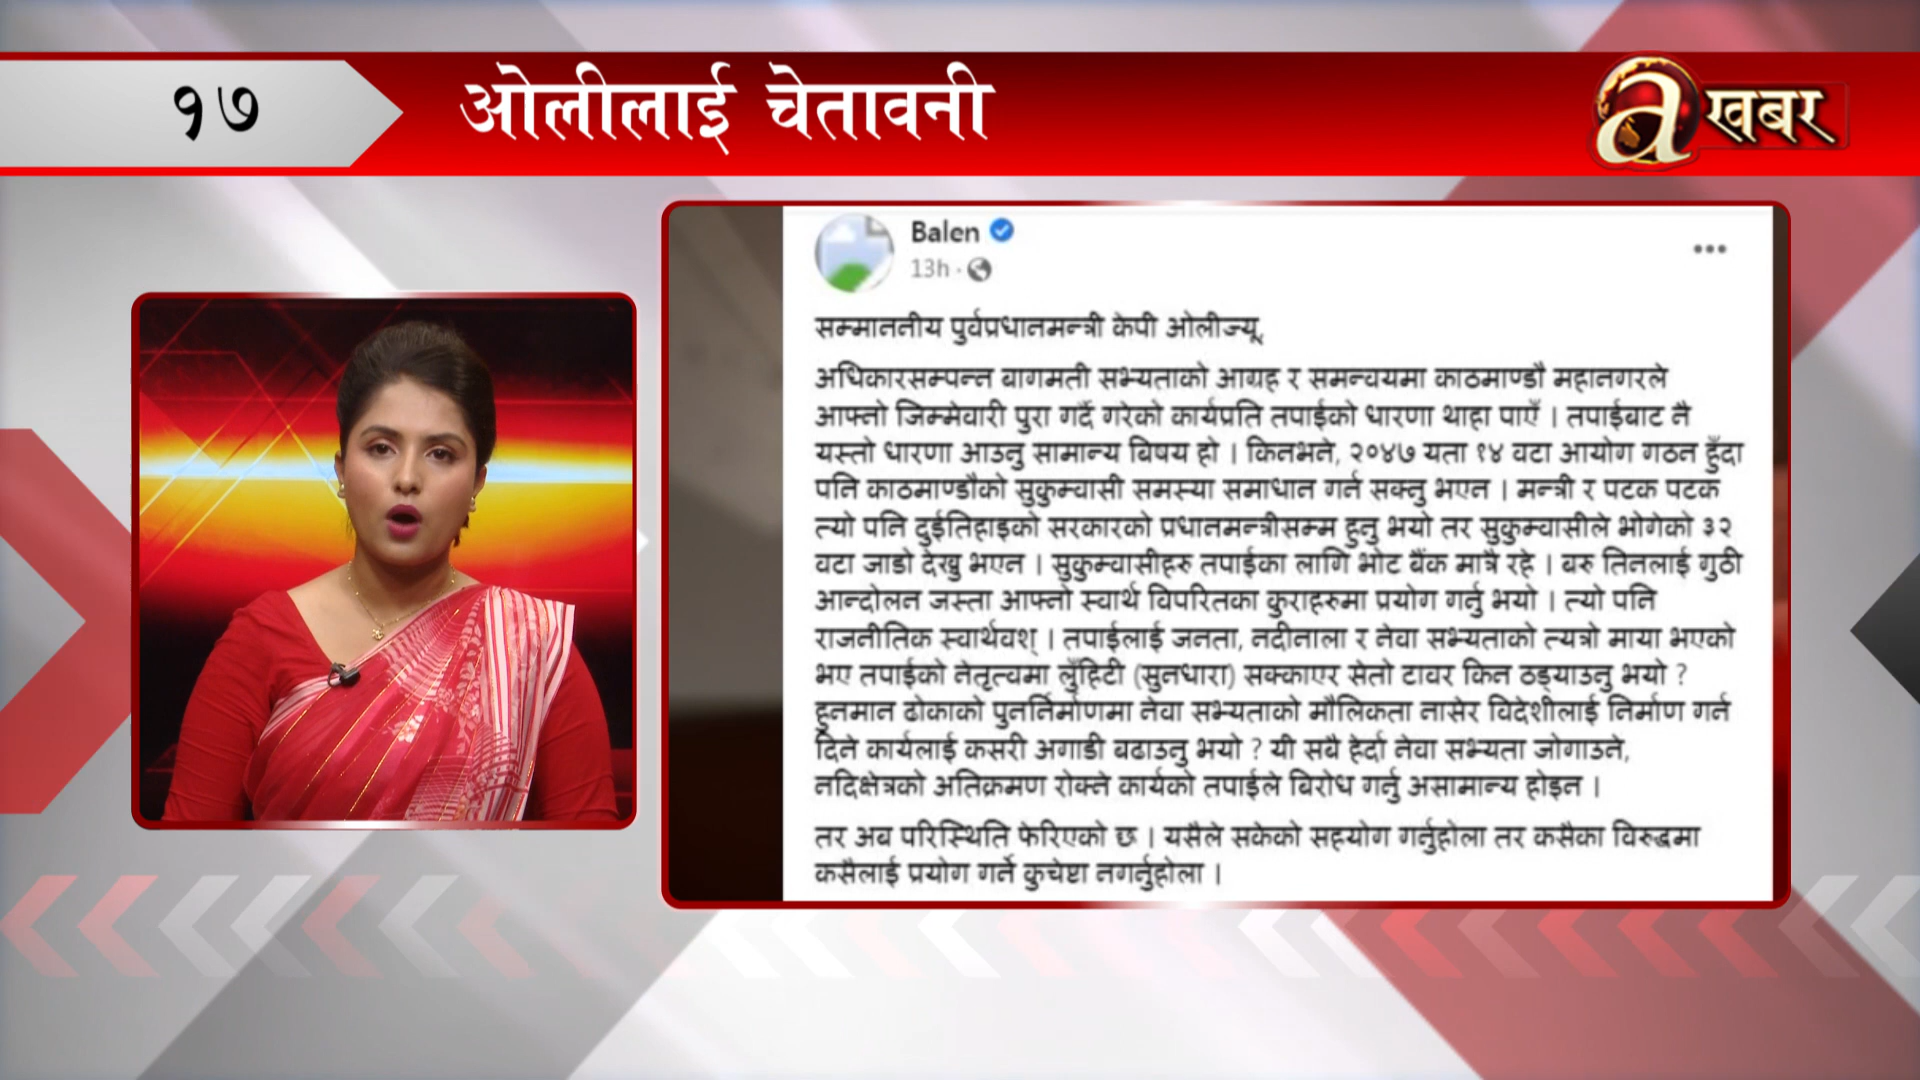 १७
ओलीलाई चेतावनी
a खबर
Balen
13h ·
सम्माननीय पुर्वप्रधानमन्त्री केपी ओलीज्यू,
अधिकारसम्पन्न बागमती सभ्यताको आग्रह र समन्वयमा काठमाण्डौ महानगरले
आफ्नो जिम्मेवारी पुरा गर्दै गरेको कार्यप्रति तपाईको धारणा थाहा पाएँ । तपाईबाट नै
यस्तो धारणा आउनु सामान्य बिषय हो । किनभने, २०४७ यता १४ वटा आयोग गठन हुँदा
पनि काठमाण्डौको सुकुम्वासी समस्या समाधान गर्न सक्नु भएन । मन्त्री र पटक पटक
त्यो पनि दुईतिहाइको सरकारको प्रधानमन्त्रीसम्म हुनु भयो तर सुकुम्वासीले भोगेको ३२
वटा जाडो देख्नु भएन । सुकुम्वासीहरु तपाईका लागि भोट बैंक मात्रै रहे । बरु तिनलाई गुठी
आन्दोलन जस्ता आफ्नो स्वार्थ विपरितका कुराहरुमा प्रयोग गर्नु भयो । त्यो पनि
राजनीतिक स्वार्थवश् । तपाईलाई जनता, नदीनाला र नेवा सभ्यताको त्यत्रो माया भएको
भए तपाईको नेतृत्वमा लुँहिटी (सुनधारा) सक्काएर सेतो टावर किन ठड्याउनु भयो ?
हुनमान ढोकाको पुनर्निर्माणमा नेवा सभ्यताको मौलिकता नासेर विदेशीलाई निर्माण गर्न
दिने कार्यलाई कसरी अगाडी बढाउनु भयो ? यी सबै हेर्दा नेवा सभ्यता जोगाउने,
नदिक्षेत्रको अतिक्रमण रोक्ने कार्यको तपाईले बिरोध गर्नु असामान्य होइन ।
तर अब परिस्थिति फेरिएको छ । यसैले सकेको सहयोग गर्नुहोला तर कसैका विरुद्धमा
कसैलाई प्रयोग गर्ने कुचेष्टा नगर्नुहोला ।